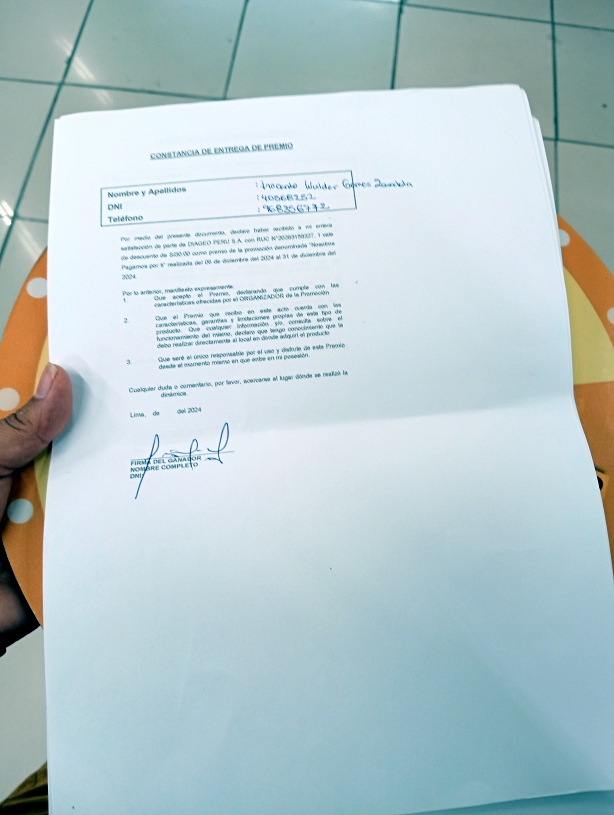 CONSTANCIA DE ENTREGA DE PREMIO
Nombre y Apellidos : Inocente Walder Gomes
DNI : 40868252
Teléfono : 968356772
Por medio del presente documento, declaro haber recibido a mi entera
satisfacción de parte de DIAGEO PERÚ S.A. con RUC N°20283159327, 1 vale
de descuento de S/30.00 como premio de la promoción denominada "Nosotros
Pagamos por ti" realizada del 06 de diciembre del 2024 al 31 de diciembre del
2024.
Por lo anterior, manifiesto expresamente:
1. Que acepto el Premio, declarando que cumple con las
características ofrecidas por el ORGANIZADOR de la Promoción
2. Que el Premio que recibo en este acto cuenta con las
características, garantías y limitaciones propias de este tipo de
producto. Que cualquier información y/o consulta sobre el
funcionamiento del mismo, declaro que tengo conocimiento que la
debo realizar directamente al local en donde adquirí el producto.
3. Que seré el único responsable por el uso y disfrute de este Premio
desde el momento mismo en que entre en mi posesión.
Cualquier duda o comentario, por favor, acercarse al lugar dónde se realizó la
dinámica.
Lima, de del 2024
FIRMA DEL GANADOR
NOMBRE COMPLETO
DNI